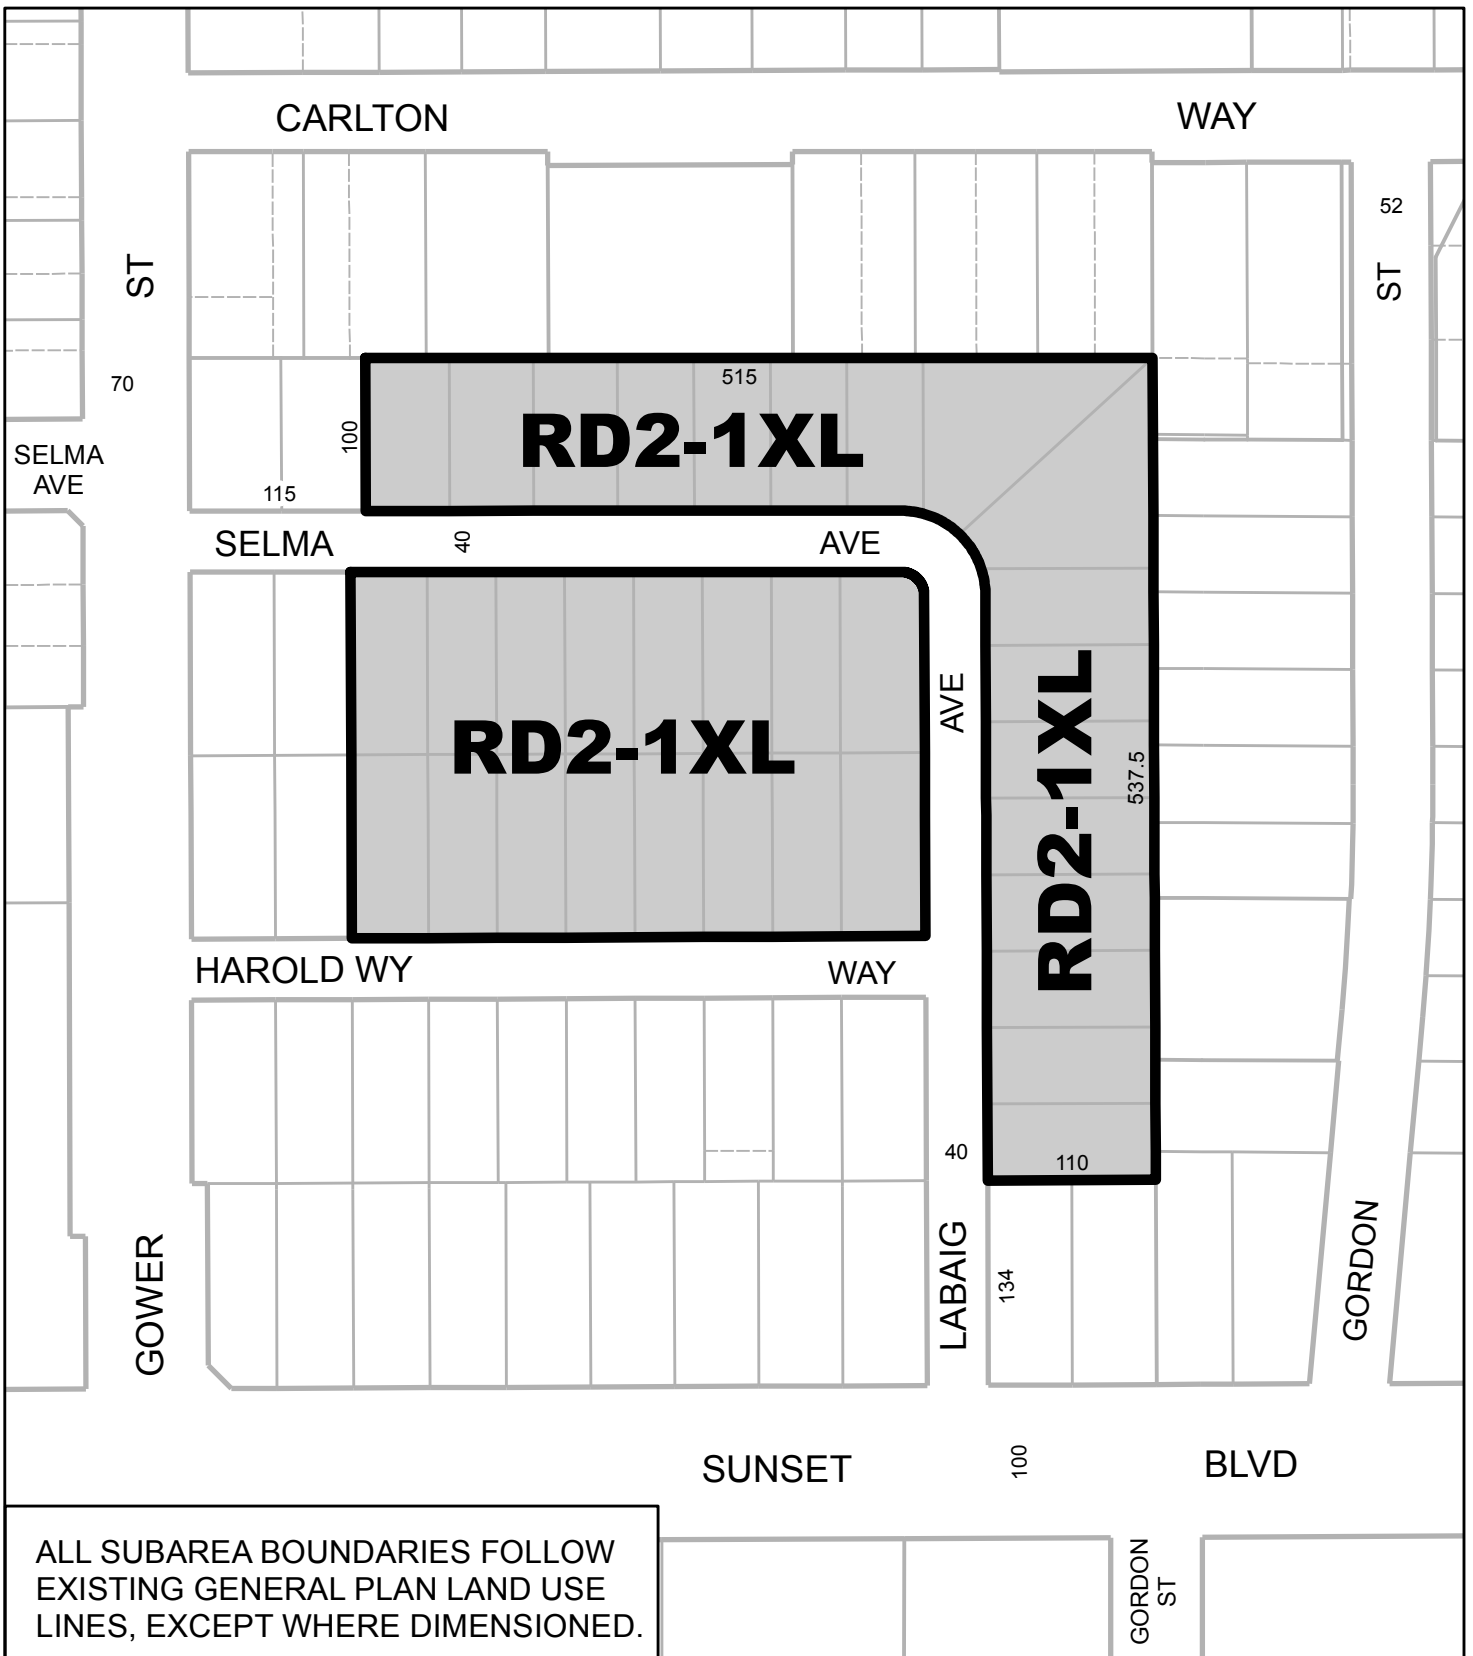 CARLTON
WAY
52
ST
ST
70
515
RD2-1XL
100
SELMA
AVE
115
SELMA
40
AVE
AVE
RD2-1XL
RD2-1XL
537.5
HAROLD WY
WAY
40
110
GOWER
LABAIG
134
GORDON
SUNSET
100
BLVD
GORDON
ST
ALL SUBAREA BOUNDARIES FOLLOW
EXISTING GENERAL PLAN LAND USE
LINES, EXCEPT WHERE DIMENSIONED.